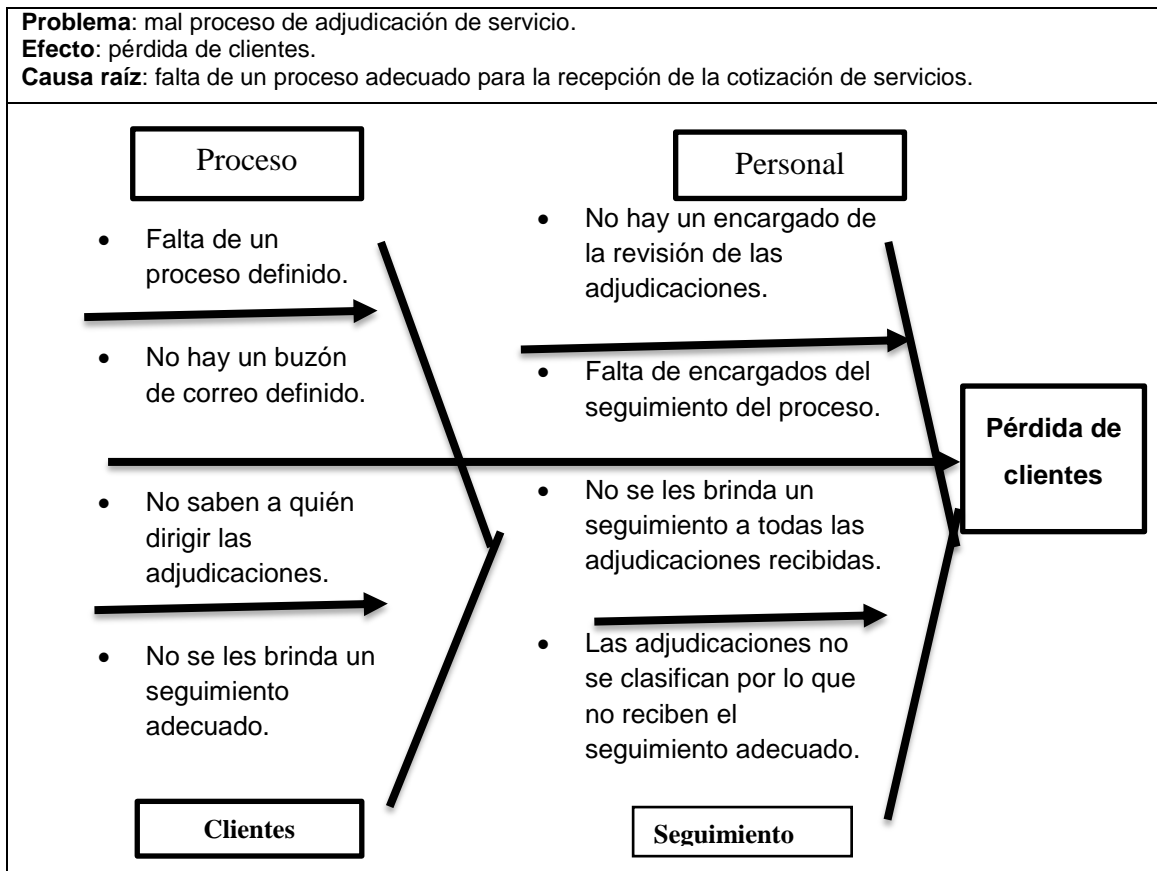 Problema: mal proceso de adjudicación de servicio.
Efecto: pérdida de clientes.
Causa raíz: falta de un proceso adecuado para la recepción de la cotización de servicios.
Proceso
• Falta de un
proceso definido.
• No hay un buzón
de correo definido.
Personal
• No hay un encargado de
la revisión de las
adjudicaciones.
• Falta de encargados del
seguimiento del proceso.
Pérdida de
clientes
• No saben a quién
dirigir las
adjudicaciones.
• No se les brinda un
seguimiento
adecuado.
Clientes
• No se les brinda un
seguimiento a todas las
adjudicaciones recibidas.
• Las adjudicaciones no
se clasifican por lo que
no reciben el
seguimiento adecuado.
Seguimiento